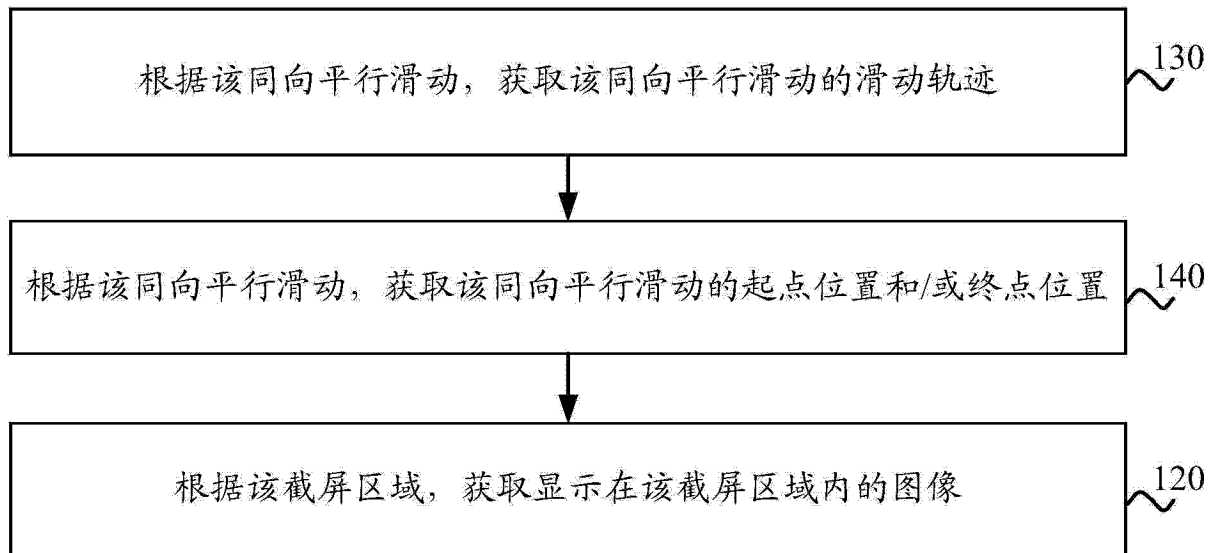 根据该同向平行滑动，获取该同向平行滑动的滑动轨迹
130
根据该同向平行滑动，获取该同向平行滑动的起点位置和/或终点位置
140
根据该截屏区域，获取显示在该截屏区域内的图像
120